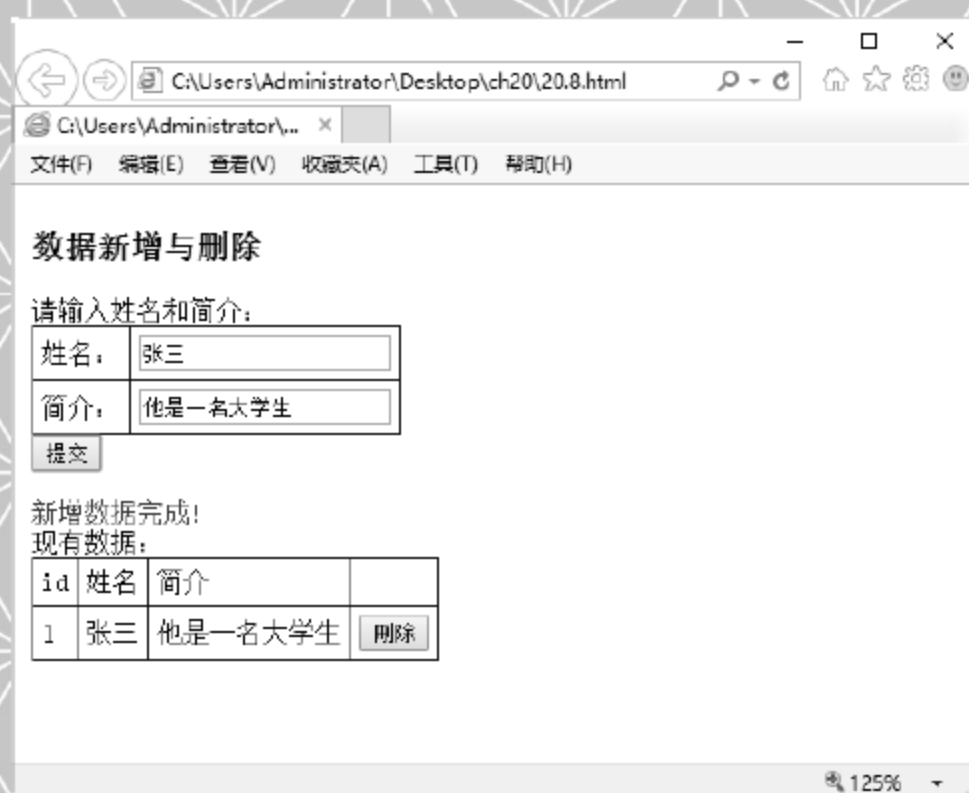 C:\Users\Administrator\Desktop\ch20\20.8.html
C:\Users\Administrator\...
文件(F) 编辑(E) 查看(V) 收藏夹(A) 工具(T) 帮助(H)
数据新增与删除
请输入姓名和简介:
姓名: 张三
简介: 他是一名大学生
提交
新增数据完成!
现有数据:
id 姓名 简介
1 张三 他是一名大学生 刪除
125%